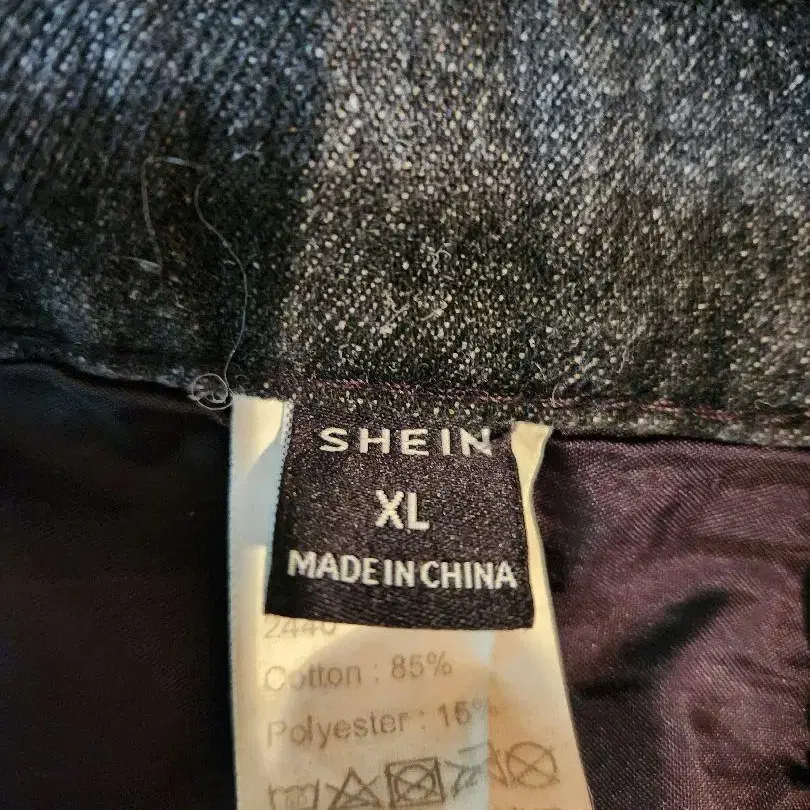 SHEIN
XL
MADE IN CHINA
Cotton : 85%
Polyester : 15%